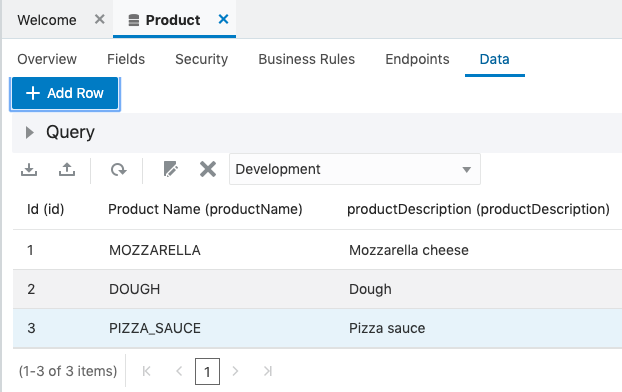 Welcome Product
Overview Fields Security Business Rules Endpoints Data
Add Row
Query
Development
Id (id) Product Name (productName) productDescription (productDescription)
1 MOZZARELLA Mozzarella cheese
2 DOUGH Dough
3 PIZZA_SAUCE Pizza sauce
(1-3 of 3 items) 1